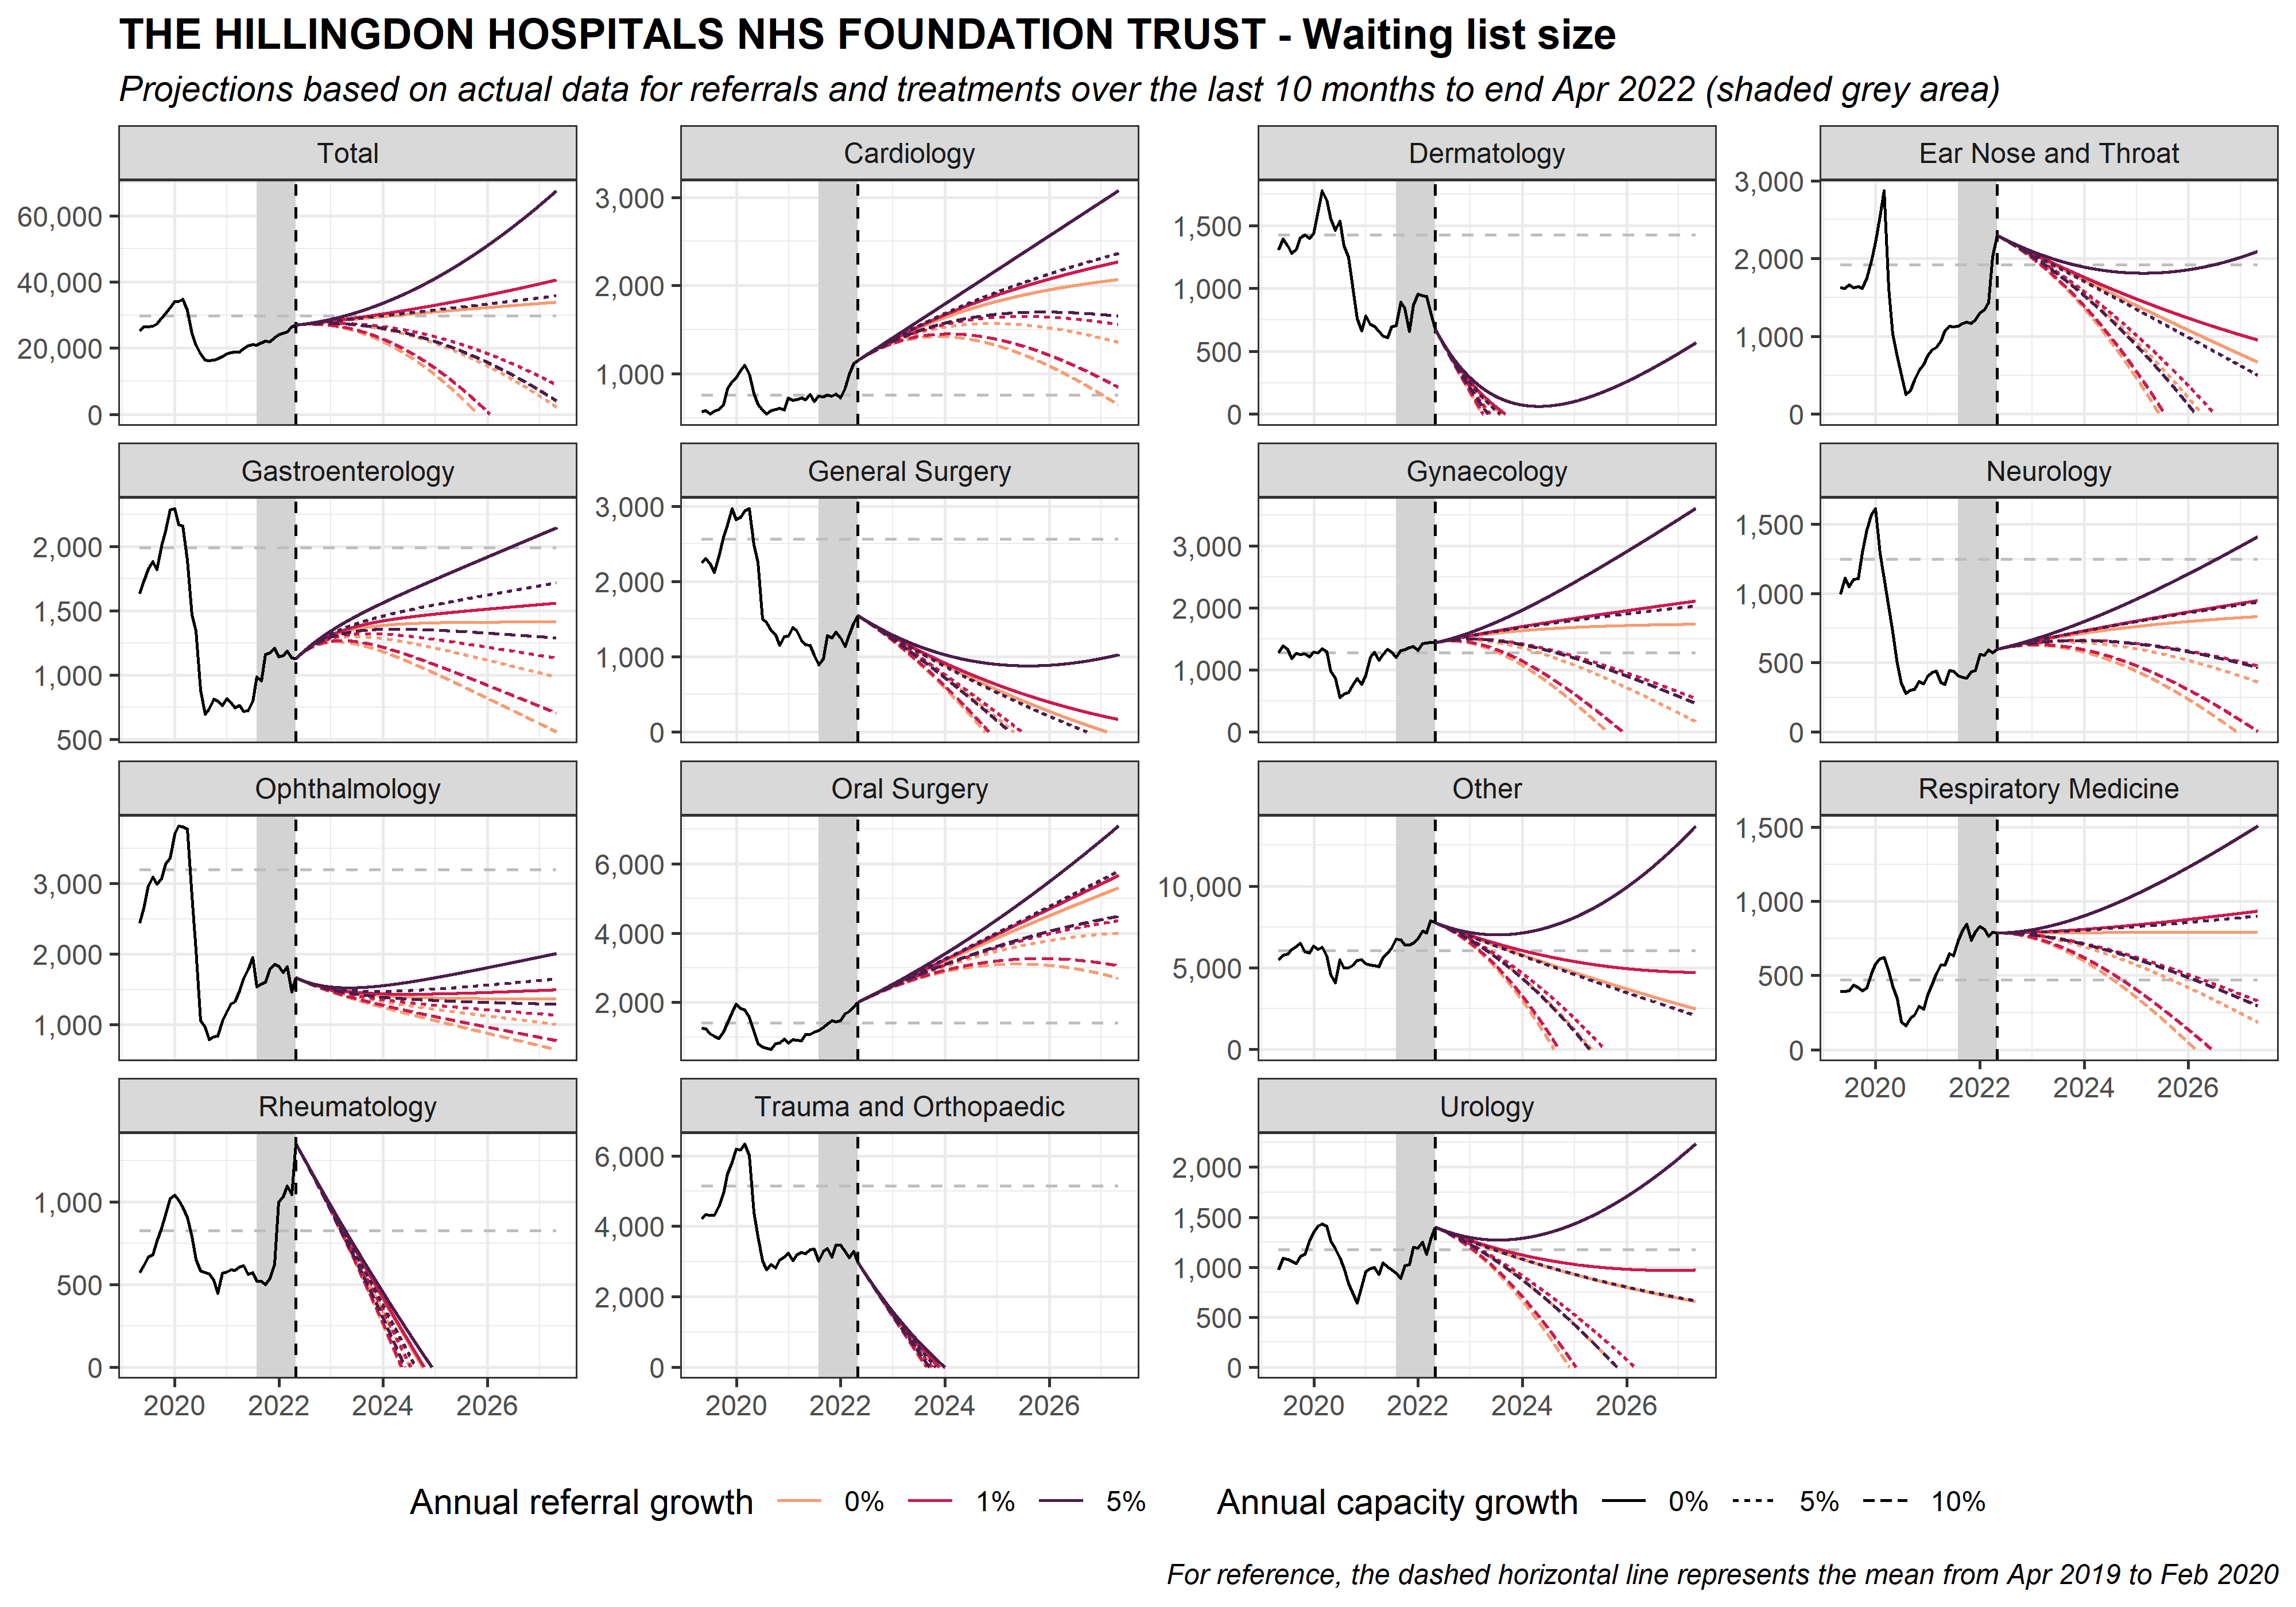 THE HILLINGDON HOSPITALS NHS FOUNDATION TRUST - Waiting list size
Projections based on actual data for referrals and treatments over the last 10 months to end Apr 2022 (shaded grey area)
Total
60,000
40,000
20,000
0
Cardiology
3,000
2,000
1,000
Dermatology
1,500
1,000
500
0
Ear Nose and Throat
3,000
2,000
1,000
0
Gastroenterology
2,000
1,500
1,000
500
General Surgery
3,000
2,000
1,000
0
Gynaecology
3,000
2,000
1,000
0
Neurology
1,500
1,000
500
0
Ophthalmology
3,000
2,000
1,000
Oral Surgery
6,000
4,000
2,000
Other
10,000
5,000
0
Respiratory Medicine
1,500
1,000
500
0
2020 2022 2024 2026
Rheumatology
1,000
500
0
2020 2022 2024 2026
Trauma and Orthopaedic
6,000
4,000
2,000
0
2020 2022 2024 2026
Urology
2,000
1,500
1,000
500
0
2020 2022 2024 2026
Annual referral growth 0% 1% 5% Annual capacity growth 0% 5% 10%
For reference, the dashed horizontal line represents the mean from Apr 2019 to Feb 2020